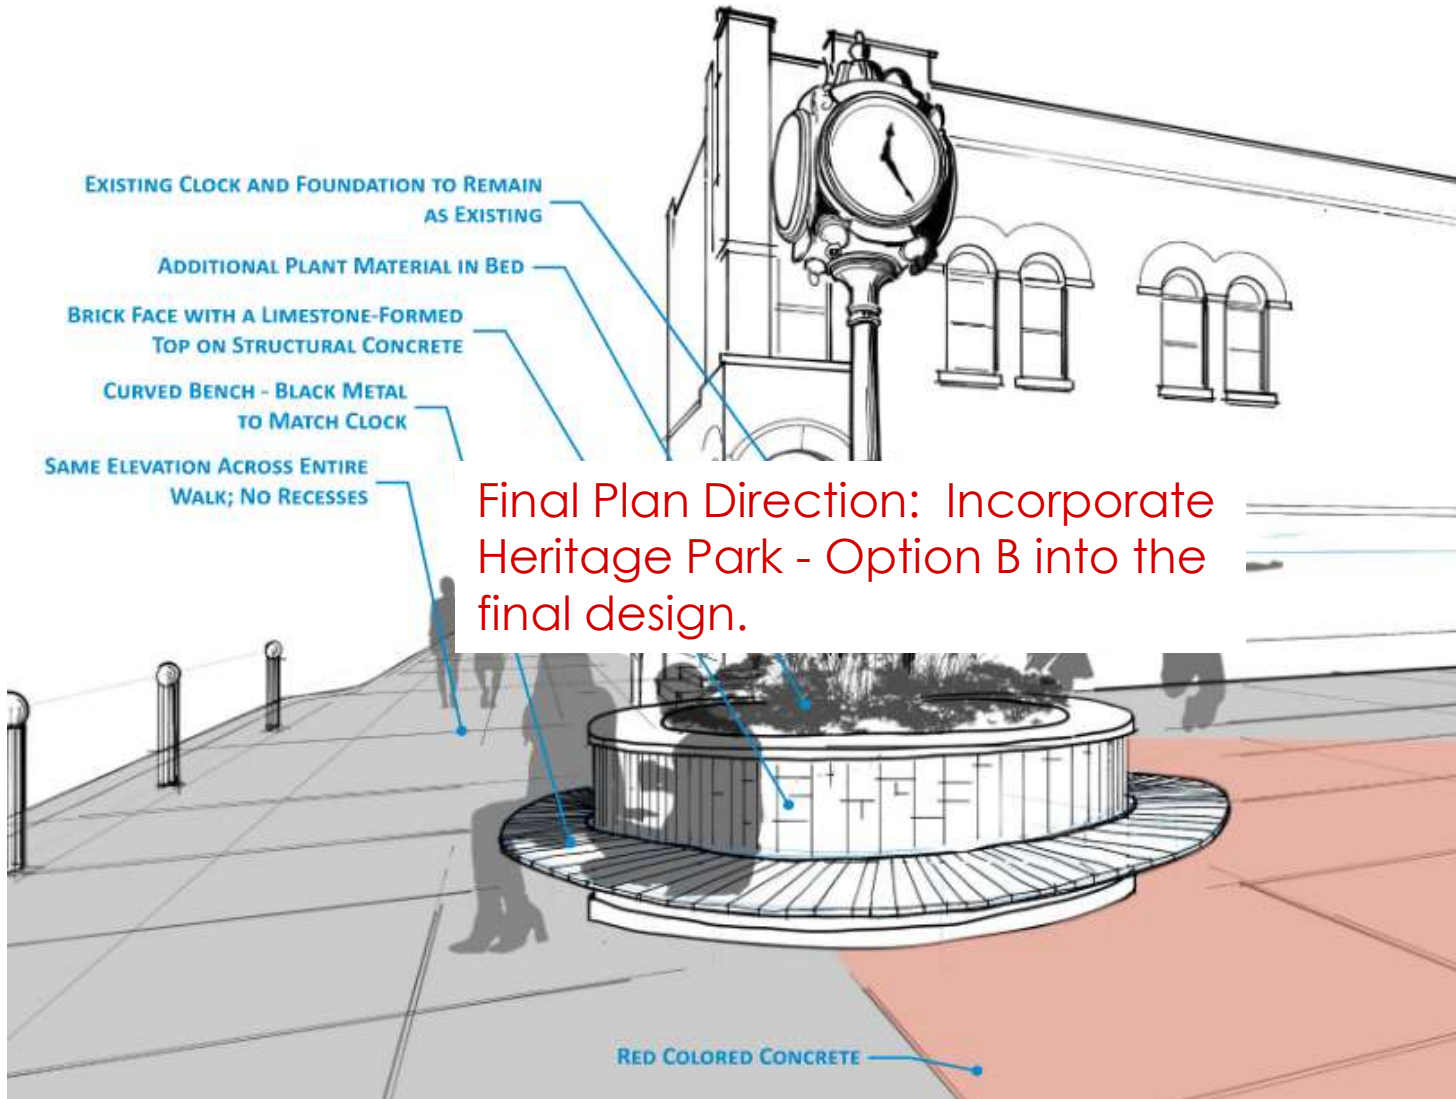 EXISTING CLOCK AND FOUNDATION TO REMAIN
AS EXISTING
ADDITIONAL PLANT MATERIAL IN BED
BRICK FACE WITH A LIMESTONE-FORMED
TOP ON STRUCTURAL CONCRETE
CURVED BENCH - BLACK METAL
TO MATCH CLOCK
SAME ELEVATION ACROSS ENTIRE
WALK; NO RECESSES
Final Plan Direction: Incorporate
Heritage Park - Option B into the
final design.
RED COLORED CONCRETE